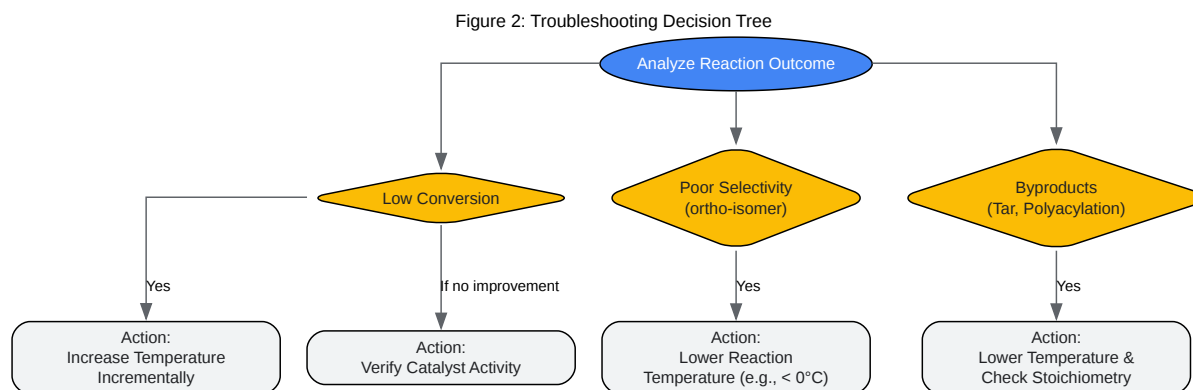 Figure 2: Troubleshooting Decision Tree
Analyze Reaction Outcome
Low Conversion
Poor Selectivity
(ortho-isomer)
Byproducts
(Tar, Polyacylation)
Yes
If no improvement
Yes
Yes
Action:
Increase Temperature
Incrementally
Action:
Verify Catalyst Activity
Action:
Lower Reaction
Temperature (e.g., < 0°C)
Action:
Lower Temperature &
Check Stoichiometry